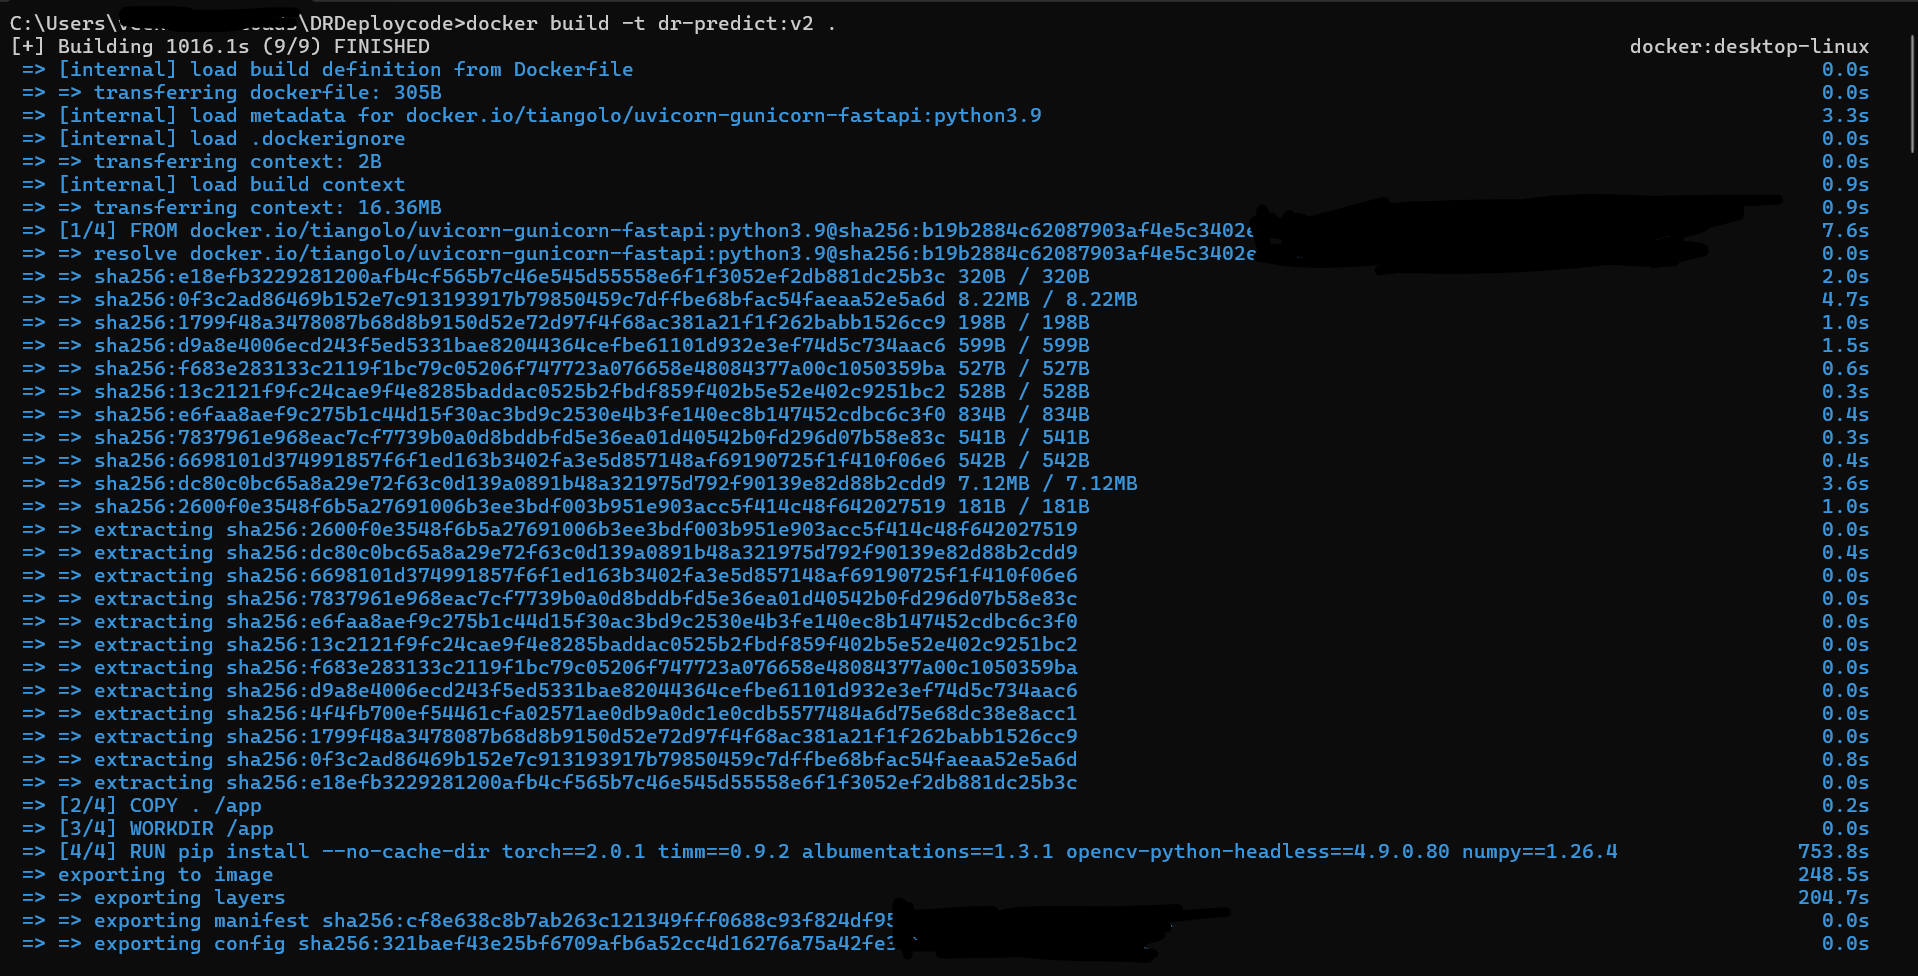 C:\Users\ \DRDeploycode>docker build -t dr-predict:v2 .
[+] Building 1016.1s (9/9) FINISHED docker:desktop-linux
=> [internal] load build definition from Dockerfile 0.0s
=> => transferring dockerfile: 305B 0.0s
=> [internal] load metadata for docker.io/tiangolo/uvicorn-gunicorn-fastapi:python3.9 3.3s
=> [internal] load .dockerignore 0.0s
=> => transferring context: 2B 0.0s
=> [internal] load build context 0.9s
=> => transferring context: 16.36MB 0.9s
=> [1/4] FROM docker.io/tiangolo/uvicorn-gunicorn-fastapi:python3.9@sha256:b19b2884c62087903af4e5c3402e 7.6s
=> => resolve docker.io/tiangolo/uvicorn-gunicorn-fastapi:python3.9@sha256:b19b2884c62087903af4e5c3402e 0.0s
=> => sha256:e18efb3229281200afb4cf565b7c46e545d55558e6f1f3052ef2db881dc25b3c 320B / 320B 2.0s
=> => sha256:0f3c2ad86469b152e7c913193917b79850459c7dffbe68bfac54faeaa52e5a6d 8.22MB / 8.22MB 4.7s
=> => sha256:1799f48a3478087b68d8b9150d52e72d97f4f68ac381a21f1f262babb1526cc9 198B / 198B 1.0s
=> => sha256:d9a8e4006ecd243f5ed5331bae82044364cefbe61101d932e3ef74d5c734aac6 599B / 599B 1.5s
=> => sha256:f683e283133c2119f1bc79c05206f747723a076658e48084377a00c1050359ba 527B / 527B 0.6s
=> => sha256:13c2121f9fc24cae9f4e8285baddac0525b2fbdf859f402b5e52e402c9251bc2 528B / 528B 0.3s
=> => sha256:e6faa8aef9c275b1c44d15f30ac3bd9c2530e4b3fe140ec8b147452cdbc6c3f0 834B / 834B 0.4s
=> => sha256:7837961e968eac7cf7739b0a0d8bddbfd5e36ea01d40542b0fd296d07b58e83c 541B / 541B 0.3s
=> => sha256:6698101d374991857f6f1ed163b3402fa3e5d857148af69190725f1f410f06e6 542B / 542B 0.4s
=> => sha256:dc80c0bc65a8a29e72f63c0d139a0891b48a321975d792f90139e82d88b2cdd9 7.12MB / 7.12MB 3.6s
=> => sha256:2600f0e3548f6b5a27691006b3ee3bdf003b951e903acc5f414c48f642027519 181B / 181B 1.0s
=> => extracting sha256:2600f0e3548f6b5a27691006b3ee3bdf003b951e903acc5f414c48f642027519 0.0s
=> => extracting sha256:dc80c0bc65a8a29e72f63c0d139a0891b48a321975d792f90139e82d88b2cdd9 0.4s
=> => extracting sha256:6698101d374991857f6f1ed163b3402fa3e5d857148af69190725f1f410f06e6 0.0s
=> => extracting sha256:7837961e968eac7cf7739b0a0d8bddbfd5e36ea01d40542b0fd296d07b58e83c 0.0s
=> => extracting sha256:e6faa8aef9c275b1c44d15f30ac3bd9c2530e4b3fe140ec8b147452cdbc6c3f0 0.0s
=> => extracting sha256:13c2121f9fc24cae9f4e8285baddac0525b2fbdf859f402b5e52e402c9251bc2 0.0s
=> => extracting sha256:f683e283133c2119f1bc79c05206f747723a076658e48084377a00c1050359ba 0.0s
=> => extracting sha256:d9a8e4006ecd243f5ed5331bae82044364cefbe61101d932e3ef74d5c734aac6 0.0s
=> => extracting sha256:4f4fb700ef54461cfa02571ae0db9a0dc1e0cdb5577484a6d75e68dc38e8acc1 0.0s
=> => extracting sha256:1799f48a3478087b68d8b9150d52e72d97f4f68ac381a21f1f262babb1526cc9 0.0s
=> => extracting sha256:0f3c2ad86469b152e7c913193917b79850459c7dffbe68bfac54faeaa52e5a6d 0.8s
=> => extracting sha256:e18efb3229281200afb4cf565b7c46e545d55558e6f1f3052ef2db881dc25b3c 0.0s
=> [2/4] COPY . /app 0.2s
=> [3/4] WORKDIR /app 0.0s
=> [4/4] RUN pip install --no-cache-dir torch==2.0.1 timm==0.9.2 albumentations==1.3.1 opencv-python-headless==4.9.0.80 numpy==1.26.4 753.8s
=> exporting to image 248.5s
=> => exporting layers 204.7s
=> => exporting manifest sha256:cf8e638c8b7ab263c121349fff0688c93f824df95 0.0s
=> => exporting config sha256:321baef43e25bf6709afb6a52cc4d16276a75a42fe3 0.0s